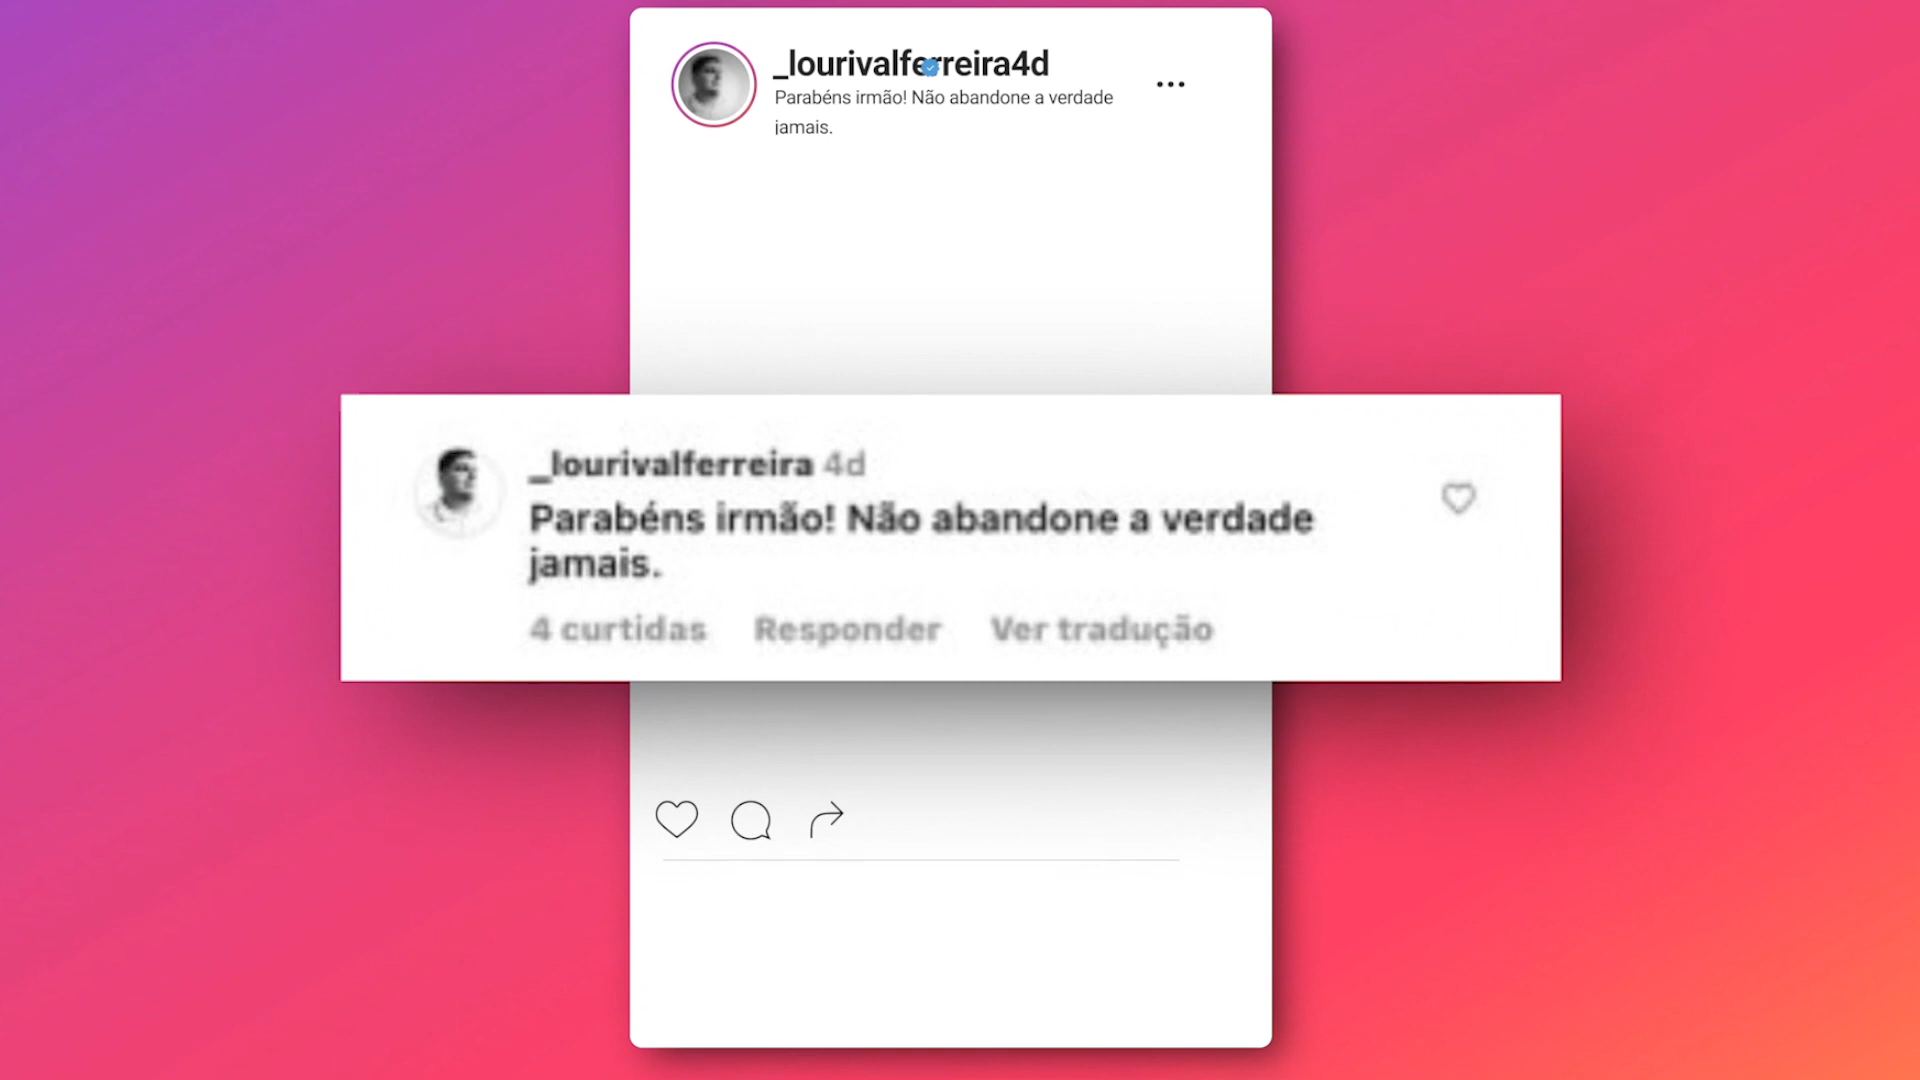 _lourivalferreira4d
Parabéns irmão! Não abandone a verdade
jamais.
_lourivalferreira 4d
Parabéns irmão! Não abandone a verdade
jamais.
4 curtidas Responder Ver tradução